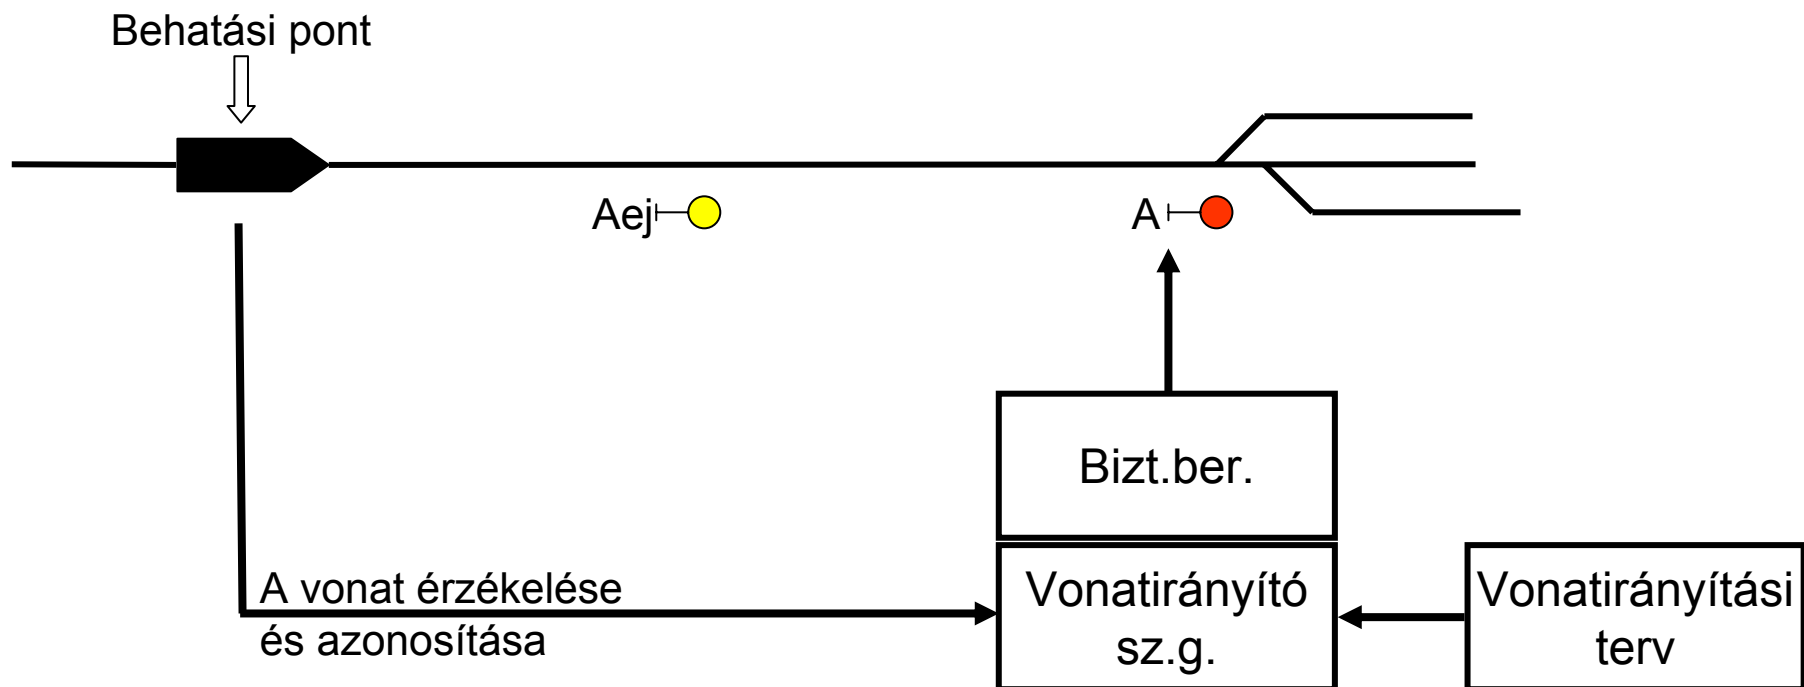 Behatási pont
Aej
A
Bizt.ber.
A vonat érzékelése
és azonosítása
Vonatirányító
sz.g.
Vonatirányítási
terv